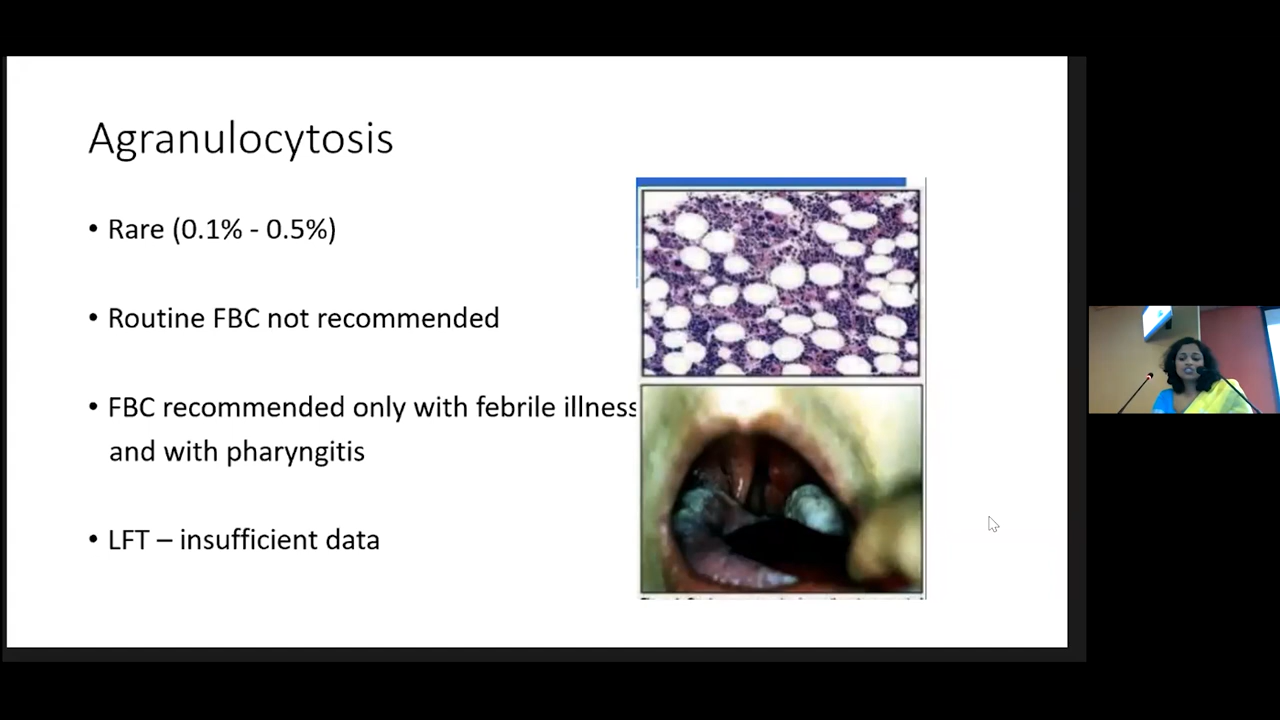 Agranulocytosis
• Rare (0.1% - 0.5%)
• Routine FBC not recommended
• FBC recommended only with febrile illness
and with pharyngitis
• LFT – insufficient data